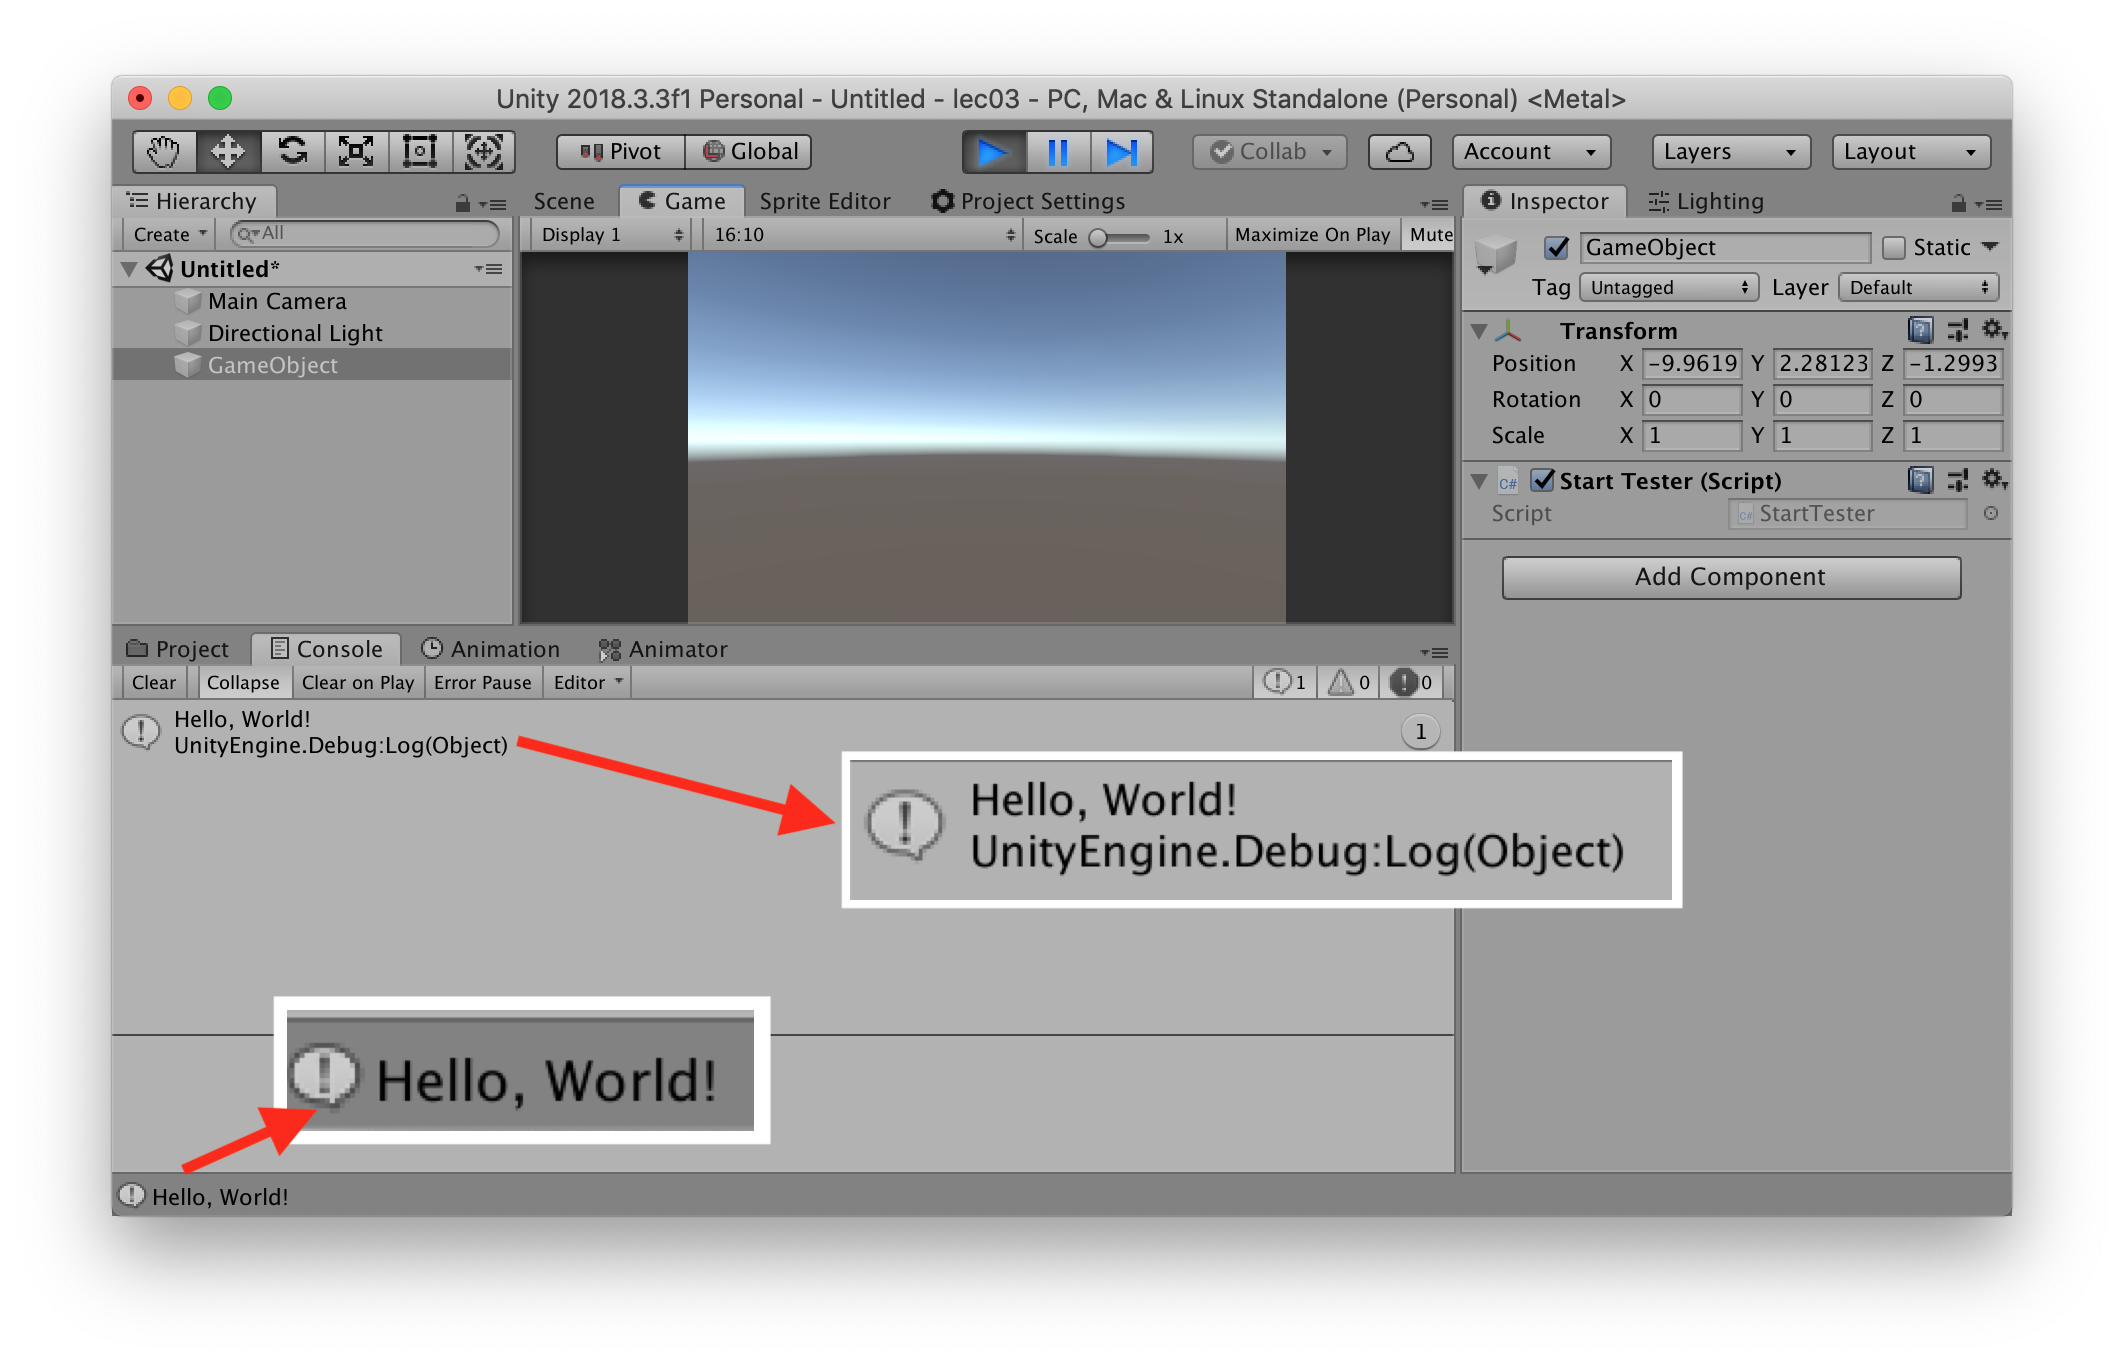 Unity 2018.3.3f1 Personal - Untitled - lec03 - PC, Mac & Linux Standalone (Personal) <Metal>
Pivot Global Collab Account Layers Layout
Hierarchy
Create All
Untitled*
Main Camera
Directional Light
GameObject
Scene Game Sprite Editor Project Settings
Display 1 16:10 Scale 1x Maximize On Play Mute
Inspector Lighting
GameObject Static
Tag Untagged Layer Default
Transform
Position X -9.9619 Y 2.28123 Z -1.2993
Rotation X 0 Y 0 Z 0
Scale X 1 Y 1 Z 1
C# Start Tester (Script)
Script C# StartTester
Add Component
Project Console Animation Animator
Clear Collapse Clear on Play Error Pause Editor 1 0 0
Hello, World!
UnityEngine.Debug:Log(Object) 1
Hello, World!
UnityEngine.Debug:Log(Object)
Hello, World!
Hello, World!